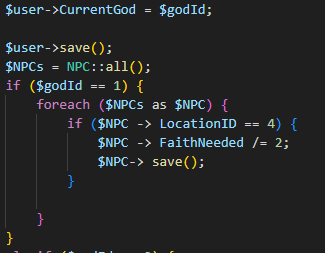 $user->CurrentGod = $godId;
$user->save();
$NPCs = NPC::all();
if ($godId == 1) {
foreach ($NPCs as $NPC) {
if ($NPC -> LocationID == 4) {
$NPC -> FaithNeeded /= 2;
$NPC-> save();
}
}
}